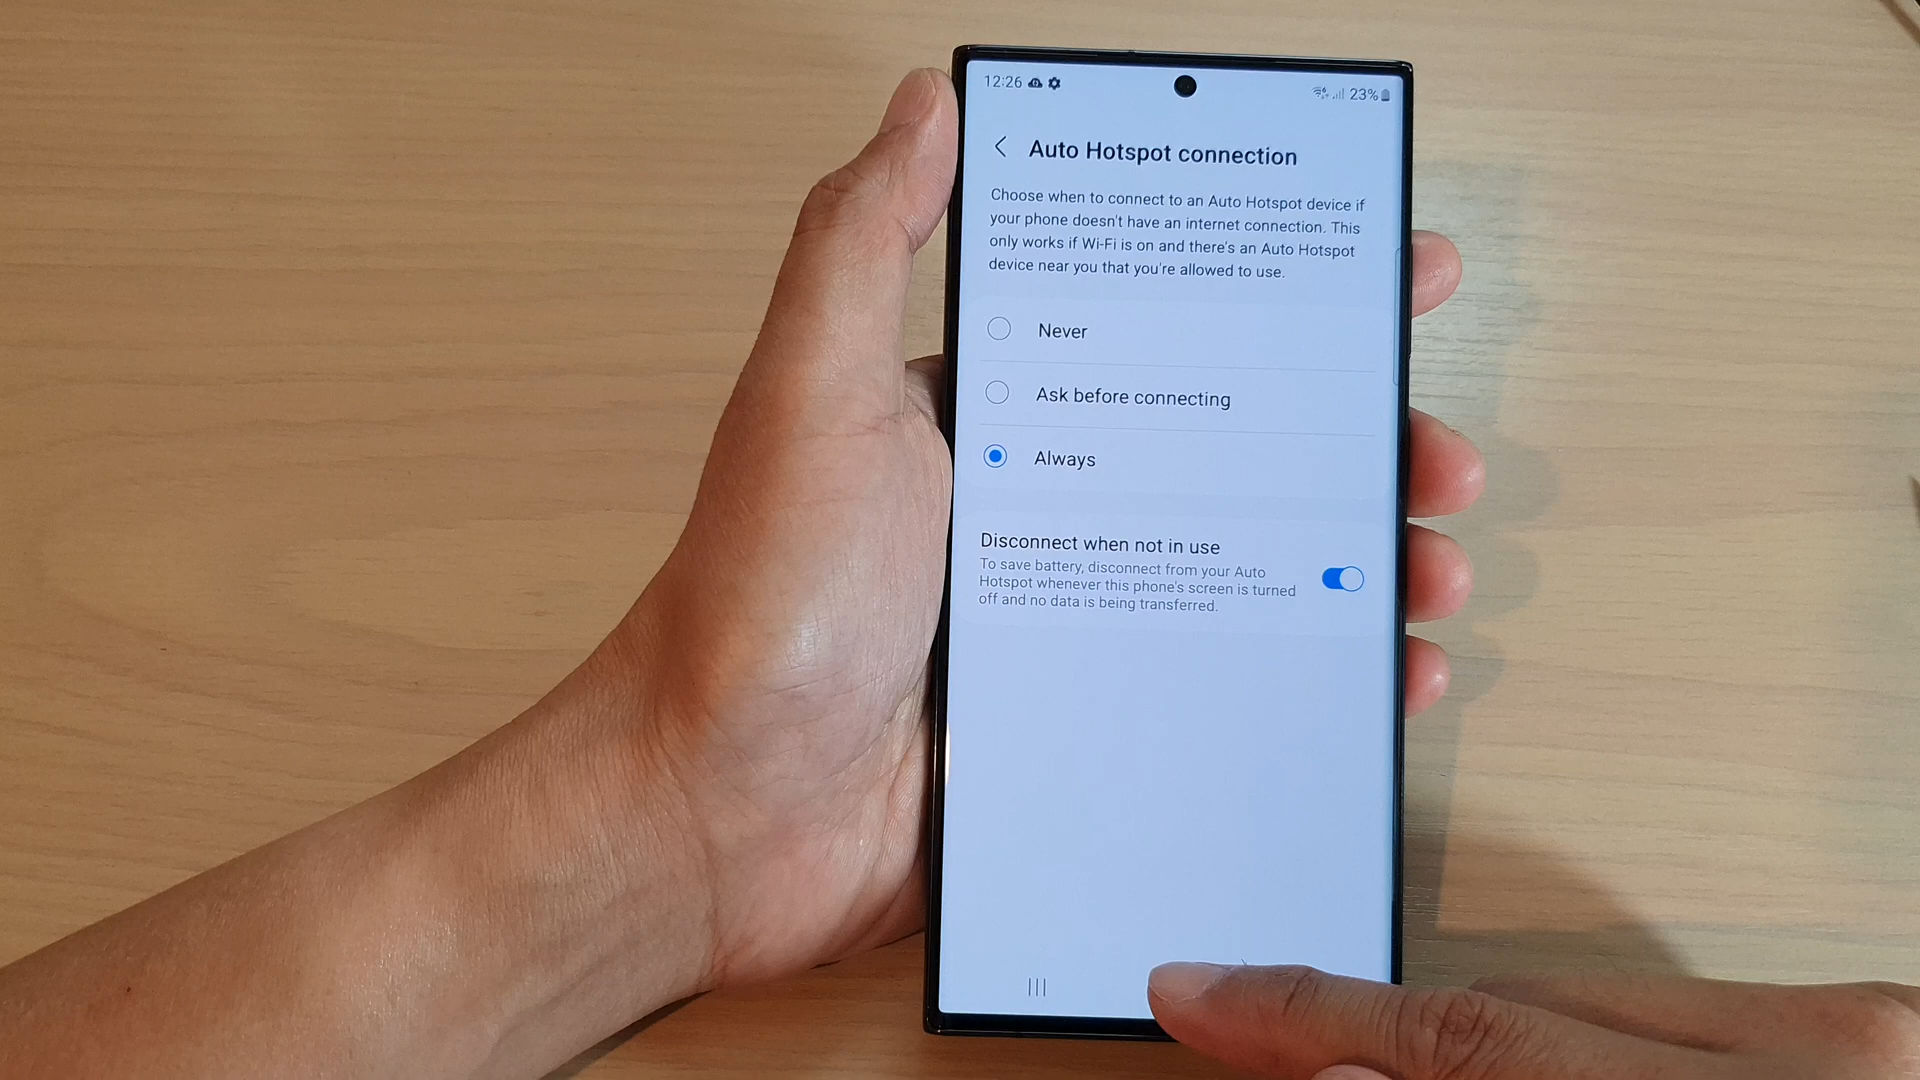 12:26
23%
Auto Hotspot connection
Choose when to connect to an Auto Hotspot device if
your phone doesn't have an internet connection. This
only works if Wi-Fi is on and there's an Auto Hotspot
device near you that you're allowed to use.
Never
Ask before connecting
Always
Disconnect when not in use
To save battery, disconnect from your Auto
Hotspot whenever this phone's screen is turned
off and no data is being transferred.